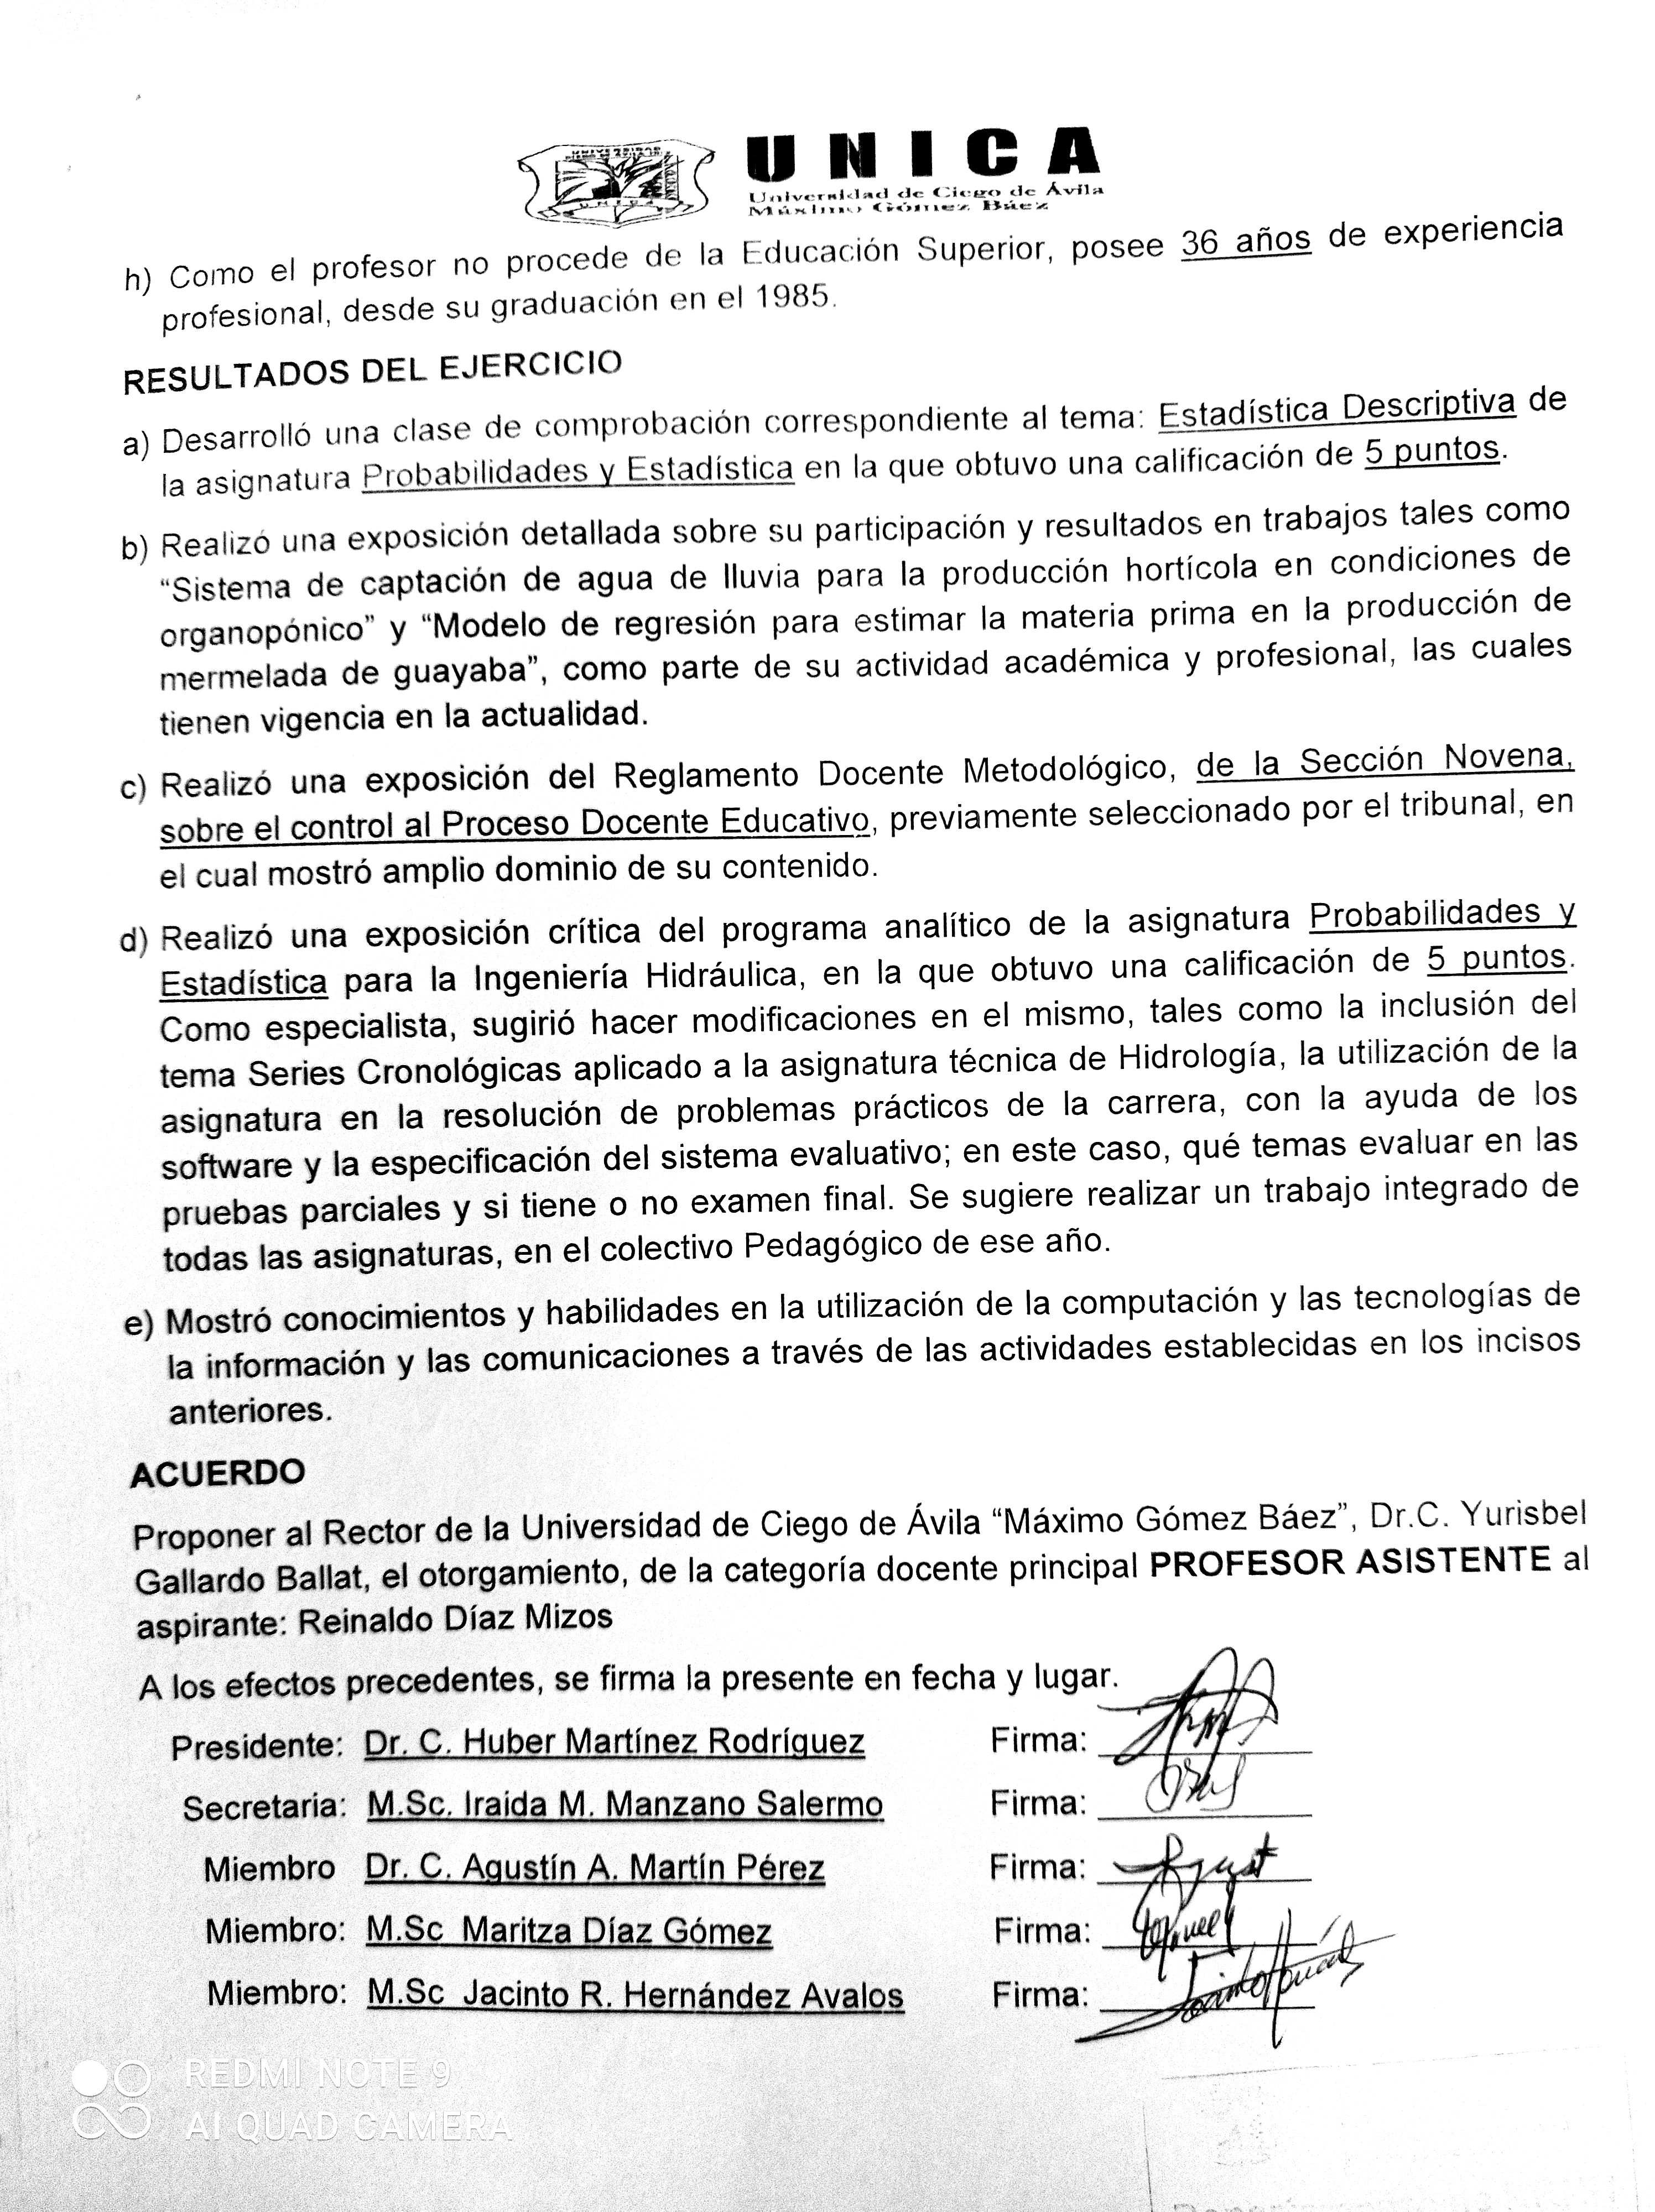 UNICA
Universidad de Ciego de Ávila
Máximo Gómez Báez
h) Como el profesor no procede de la Educación Superior, posee 36 años de experiencia
profesional, desde su graduación en el 1985.
RESULTADOS DEL EJERCICIO
a) Desarrolló una clase de comprobación correspondiente al tema: Estadística Descriptiva de
la asignatura Probabilidades y Estadística en la que obtuvo una calificación de 5 puntos.
b) Realizó una exposición detallada sobre su participación y resultados en trabajos tales como
“Sistema de captación de agua de lluvia para la producción hortícola en condiciones de
organopónico” y “Modelo de regresión para estimar la materia prima en la producción de
mermelada de guayaba”, como parte de su actividad académica y profesional, las cuales
tienen vigencia en la actualidad.
c) Realizó una exposición del Reglamento Docente Metodológico, de la Sección Novena,
sobre el control al Proceso Docente Educativo, previamente seleccionado por el tribunal, en
el cual mostró amplio dominio de su contenido.
d) Realizó una exposición crítica del programa analítico de la asignatura Probabilidades y
Estadística para la Ingeniería Hidráulica, en la que obtuvo una calificación de 5 puntos.
Como especialista, sugirió hacer modificaciones en el mismo, tales como la inclusión del
tema Series Cronológicas aplicado a la asignatura técnica de Hidrología, la utilización de la
asignatura en la resolución de problemas prácticos de la carrera, con la ayuda de los
software y la especificación del sistema evaluativo; en este caso, qué temas evaluar en las
pruebas parciales y si tiene o no examen final. Se sugiere realizar un trabajo integrado de
todas las asignaturas, en el colectivo Pedagógico de ese año.
e) Mostró conocimientos y habilidades en la utilización de la computación y las tecnologías de
la información y las comunicaciones a través de las actividades establecidas en los incisos
anteriores.
ACUERDO
Proponer al Rector de la Universidad de Ciego de Ávila “Máximo Gómez Báez”, Dr.C. Yurisbel
Gallardo Ballat, el otorgamiento, de la categoría docente principal PROFESOR ASISTENTE al
aspirante: Reinaldo Díaz Mizos
A los efectos precedentes, se firma la presente en fecha y lugar.
Presidente: Dr. C. Huber Martínez Rodríguez Firma:
Secretaria: M.Sc. Iraida M. Manzano Salermo Firma:
Miembro Dr. C. Agustín A. Martín Pérez Firma:
Miembro: M.Sc Maritza Díaz Gómez Firma:
Miembro: M.Sc Jacinto R. Hernández Avalos Firma:
REDMI NOTE 9
AI QUAD CAMERA